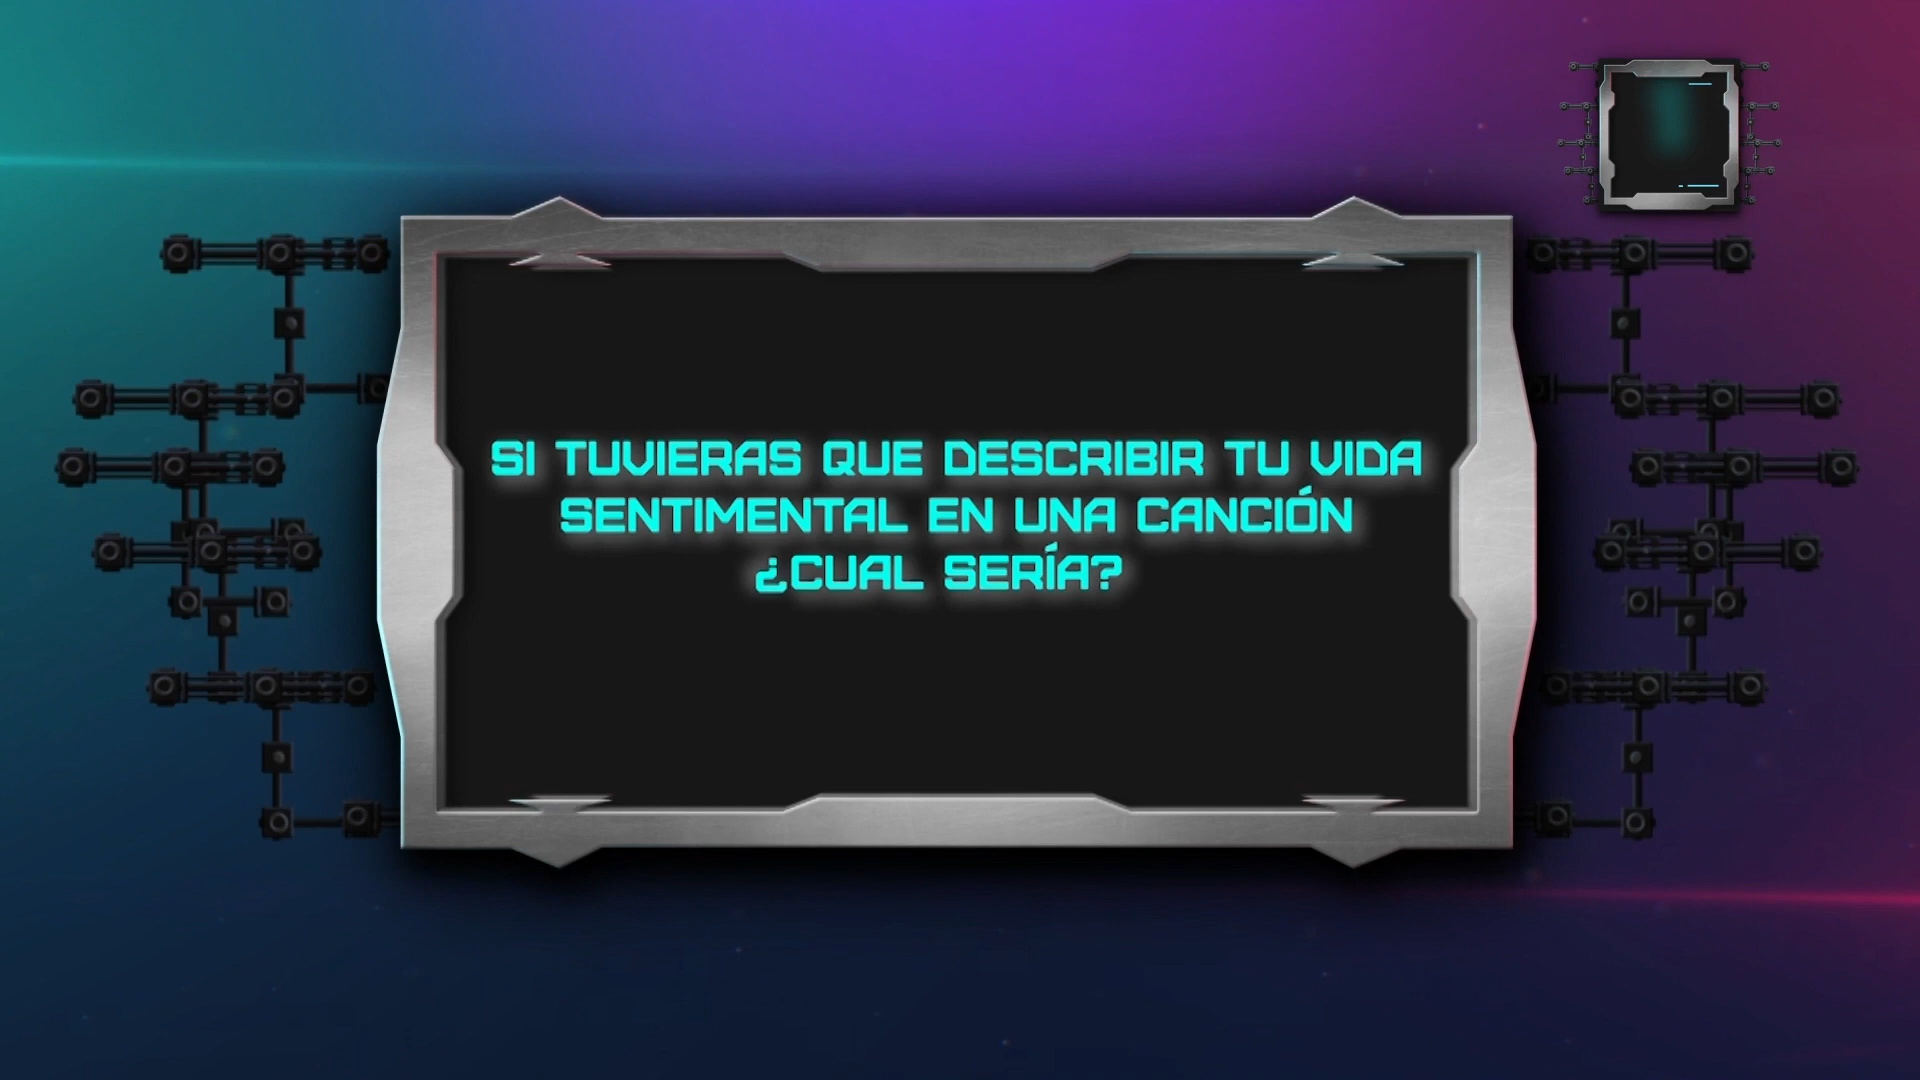 SI TUVIERAS QUE DESCRIBIR TU VIDA
SENTIMENTAL EN UNA CANCIÓN
¿CUAL SERÍA?